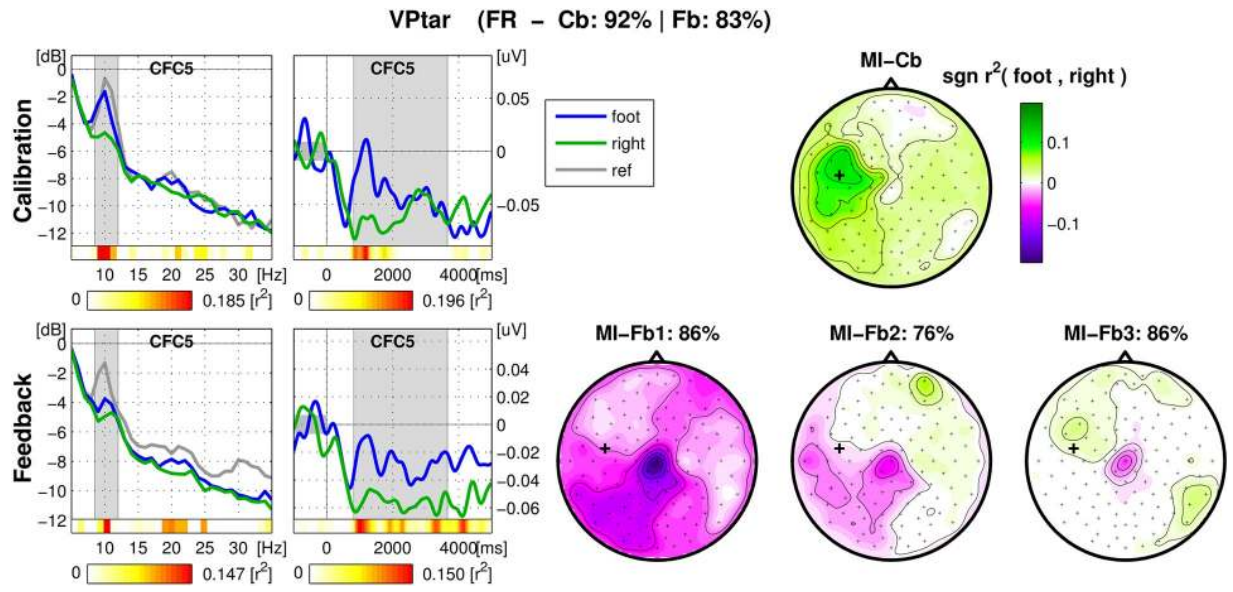 VPtar (FR – Cb: 92% | Fb: 83%)
Calibration
[dB]
CFC5
0
−2
−4
−6
−8
−10
−12
10 15 20 25 30 [Hz]
0 0.185 [r²]
[uV]
CFC5
0.05
0
−0.05
0 2000 4000[ms]
0 0.196 [r²]
foot
right
ref
MI−Cb
sgn r²( foot , right )
0.1
0
−0.1
Feedback
[dB]
CFC5
0
−2
−4
−6
−8
−10
−12
10 15 20 25 30 [Hz]
0 0.147 [r²]
[uV]
CFC5
0.04
0.02
0
−0.02
−0.04
−0.06
0 2000 4000[ms]
0 0.150 [r²]
MI−Fb1: 86%
MI−Fb2: 76%
MI−Fb3: 86%